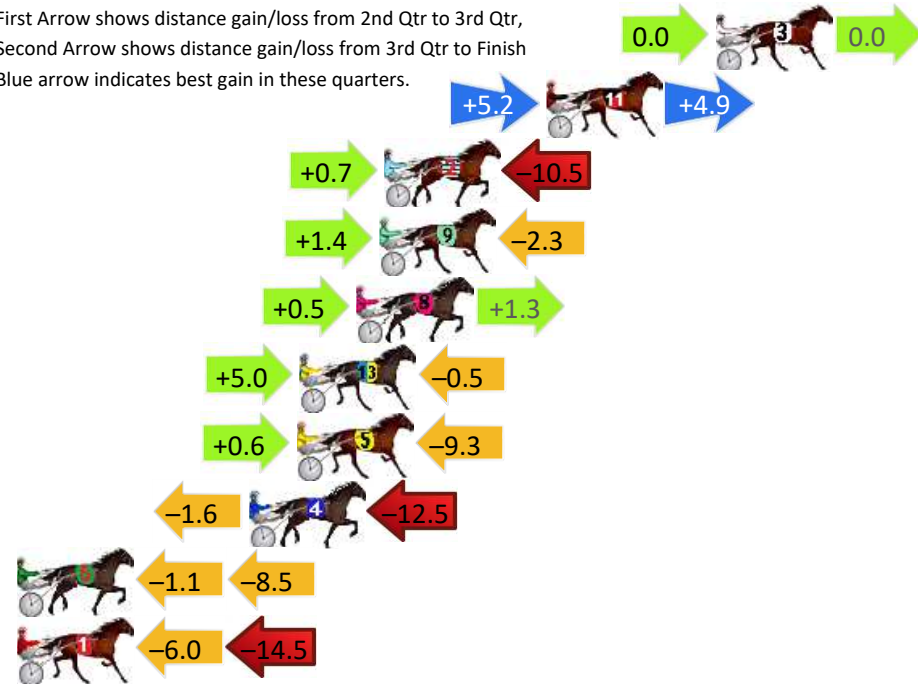 First Arrow shows distance gain/loss from 2nd Qtr to 3rd Qtr,
Second Arrow shows distance gain/loss from 3rd Qtr to Finish
Blue arrow indicates best gain in these quarters.
0.0 3 0.0
+5.2 11 +4.9
+0.7 2 –10.5
+1.4 9 –2.3
+0.5 8 +1.3
+5.0 13 –0.5
+0.6 5 –9.3
–1.6 4 –12.5
–1.1 –8.5
1 –6.0 –14.5